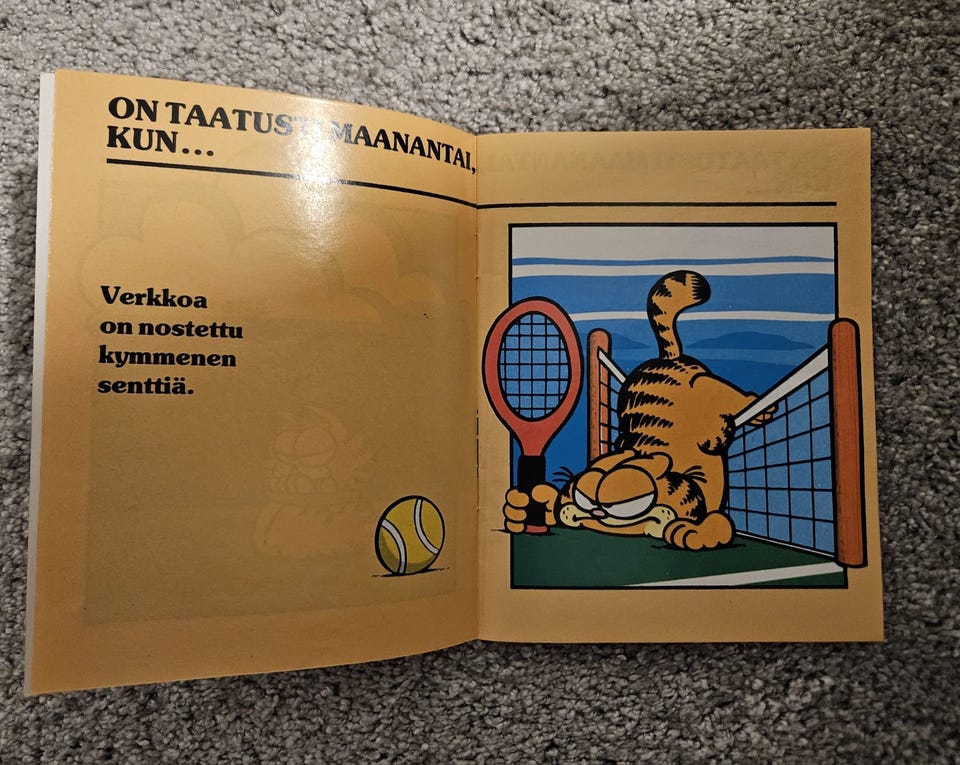 ON TAATUSTI MAANANTAI,
KUN...
Verkkoa
on nostettu
kymmenen
senttiä.